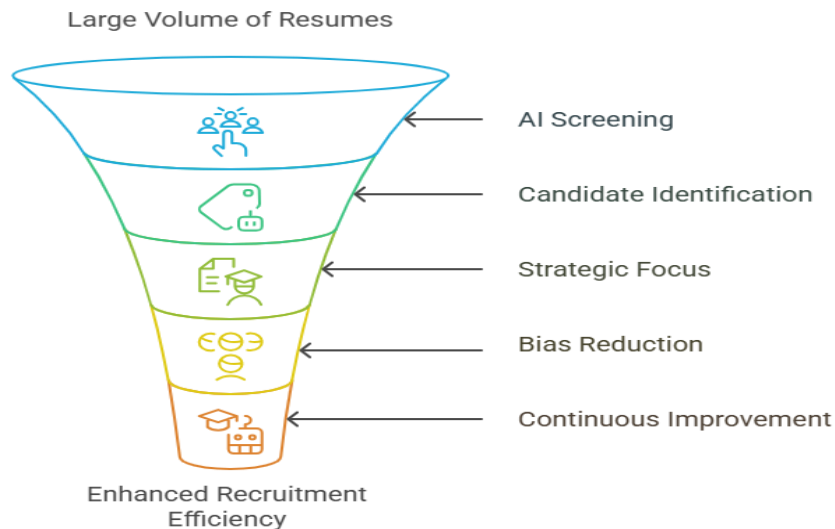 Large Volume of Resumes
AI Screening
Candidate Identification
Strategic Focus
Bias Reduction
Continuous Improvement
Enhanced Recruitment
Efficiency